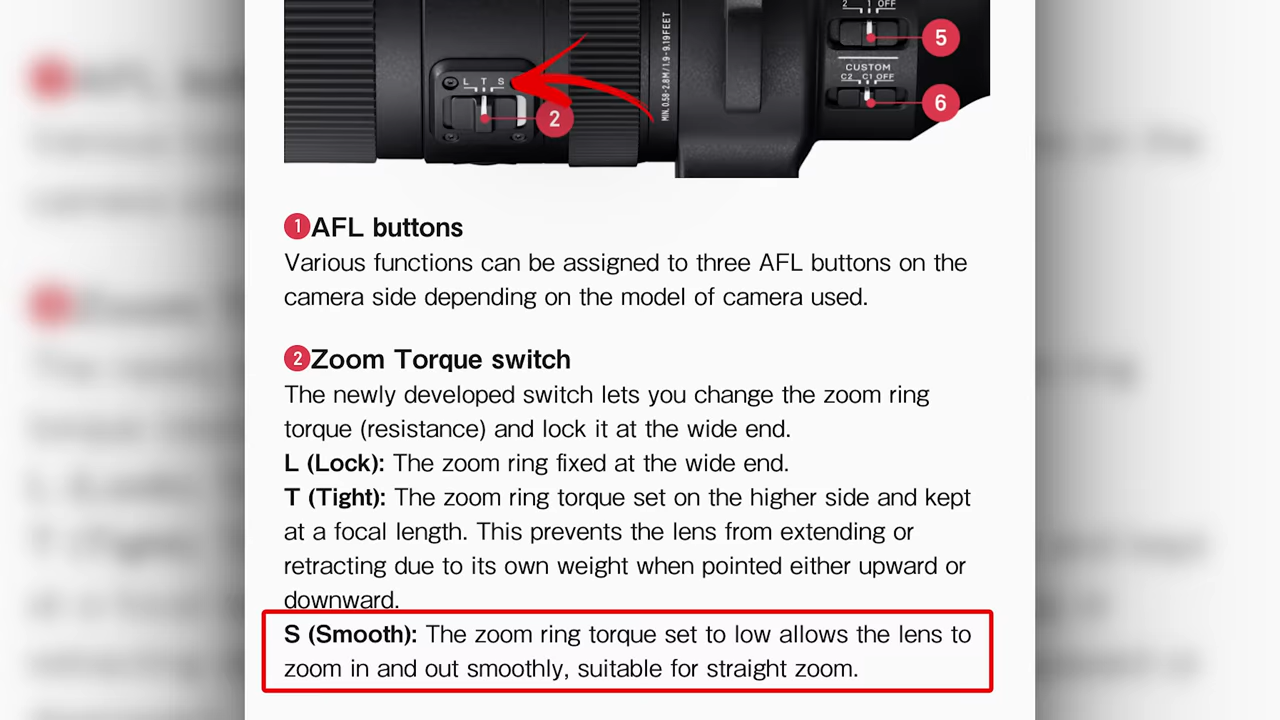 2 1 OFF
5
CUSTOM
C2 C1 OFF
6
L T S
2
MIN. 0.58-2.8M / 1.9-9.19FEET
1 AFL buttons
Various functions can be assigned to three AFL buttons on the
camera side depending on the model of camera used.
2 Zoom Torque switch
The newly developed switch lets you change the zoom ring
torque (resistance) and lock it at the wide end.
L (Lock): The zoom ring fixed at the wide end.
T (Tight): The zoom ring torque set on the higher side and kept
at a focal length. This prevents the lens from extending or
retracting due to its own weight when pointed either upward or
downward.
S (Smooth): The zoom ring torque set to low allows the lens to
zoom in and out smoothly, suitable for straight zoom.